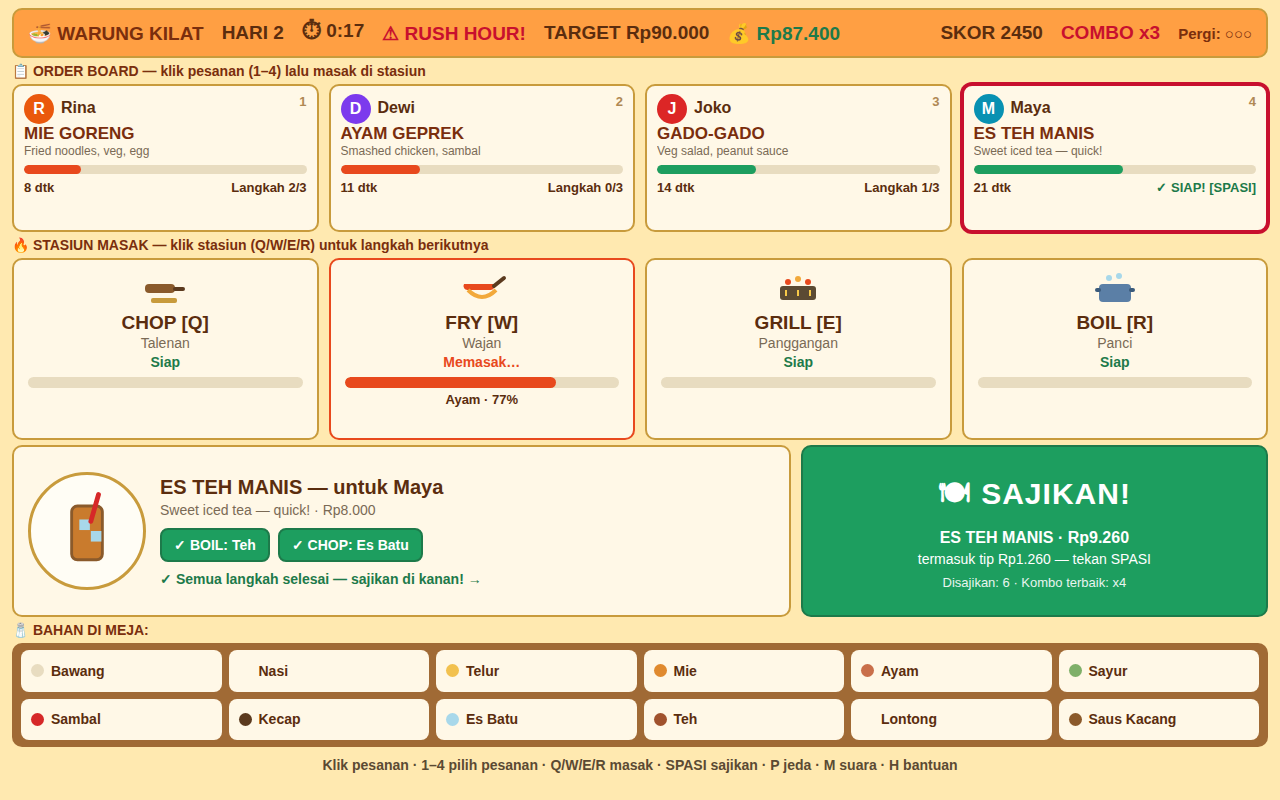 🍜 WARUNG KILAT HARI 2 ⏱ 0:17 ⚠ RUSH HOUR! TARGET Rp90.000 💰 Rp87.400 SKOR 2450 COMBO x3 Pergi: ○○○
📋 ORDER BOARD — klik pesanan (1–4) lalu masak di stasiun
R Rina 1
MIE GORENG
Fried noodles, veg, egg
8 dtk Langkah 2/3
D Dewi 2
AYAM GEPREK
Smashed chicken, sambal
11 dtk Langkah 0/3
J Joko 3
GADO-GADO
Veg salad, peanut sauce
14 dtk Langkah 1/3
M Maya 4
ES TEH MANIS
Sweet iced tea — quick!
21 dtk ✓ SIAP! [SPASI]
🔥 STASIUN MASAK — klik stasiun (Q/W/E/R) untuk langkah berikutnya
CHOP [Q]
Talenan
Siap
FRY [W]
Wajan
Memasak…
Ayam · 77%
GRILL [E]
Panggangan
Siap
BOIL [R]
Panci
Siap
ES TEH MANIS — untuk Maya
Sweet iced tea — quick! · Rp8.000
✓ BOIL: Teh ✓ CHOP: Es Batu
✓ Semua langkah selesai — sajikan di kanan! →
🍽 SAJIKAN!
ES TEH MANIS · Rp9.260
termasuk tip Rp1.260 — tekan SPASI
Disajikan: 6 · Kombo terbaik: x4
🧂 BAHAN DI MEJA:
Bawang Nasi Telur Mie Ayam Sayur
Sambal Kecap Es Batu Teh Lontong Saus Kacang
Klik pesanan · 1–4 pilih pesanan · Q/W/E/R masak · SPASI sajikan · P jeda · M suara · H bantuan